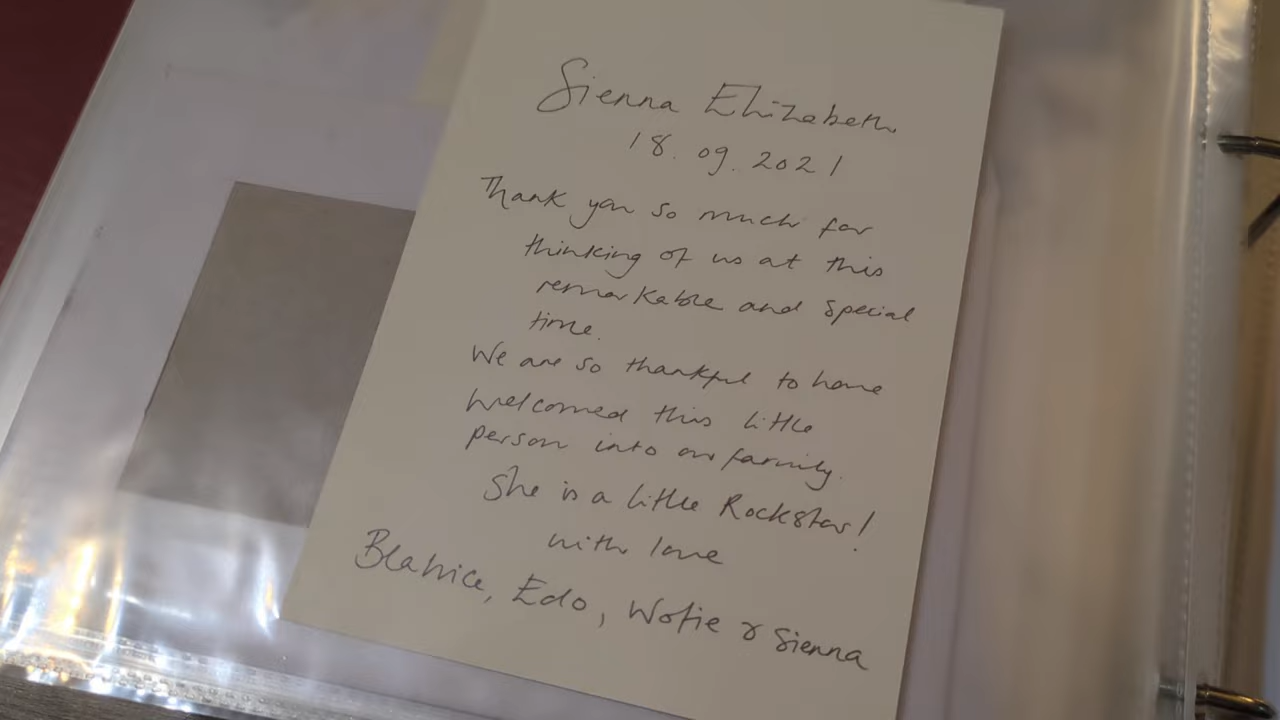 Sienna Elizabeth
18.09.2021
Thank you so much for
thinking of us at this
remarkable and special
time.
We are so thankful to have
welcomed this little
person into our family.
She is a little Rockstar!
with love
Beatrice, Edo, Wolfie & Sienna